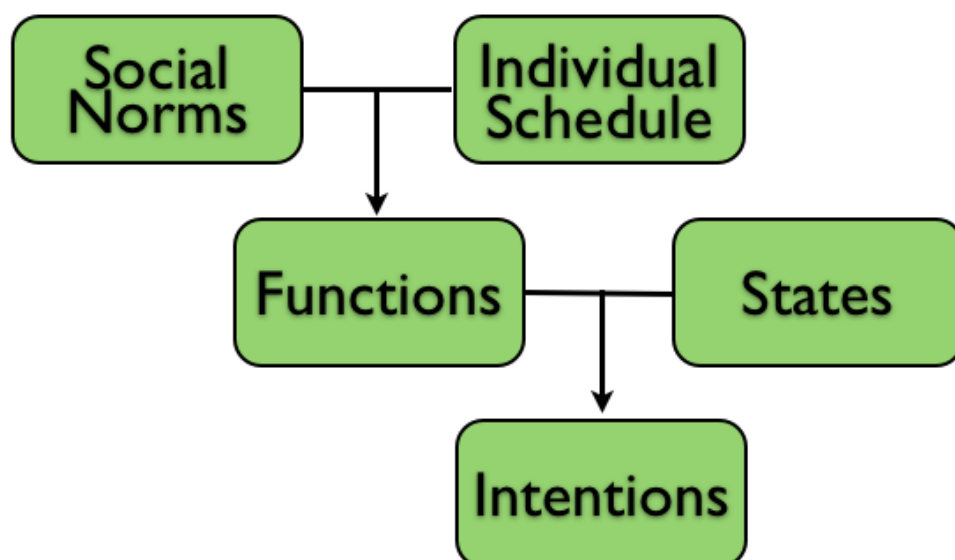 Social
Norms
Individual
Schedule
Functions
States
Intentions